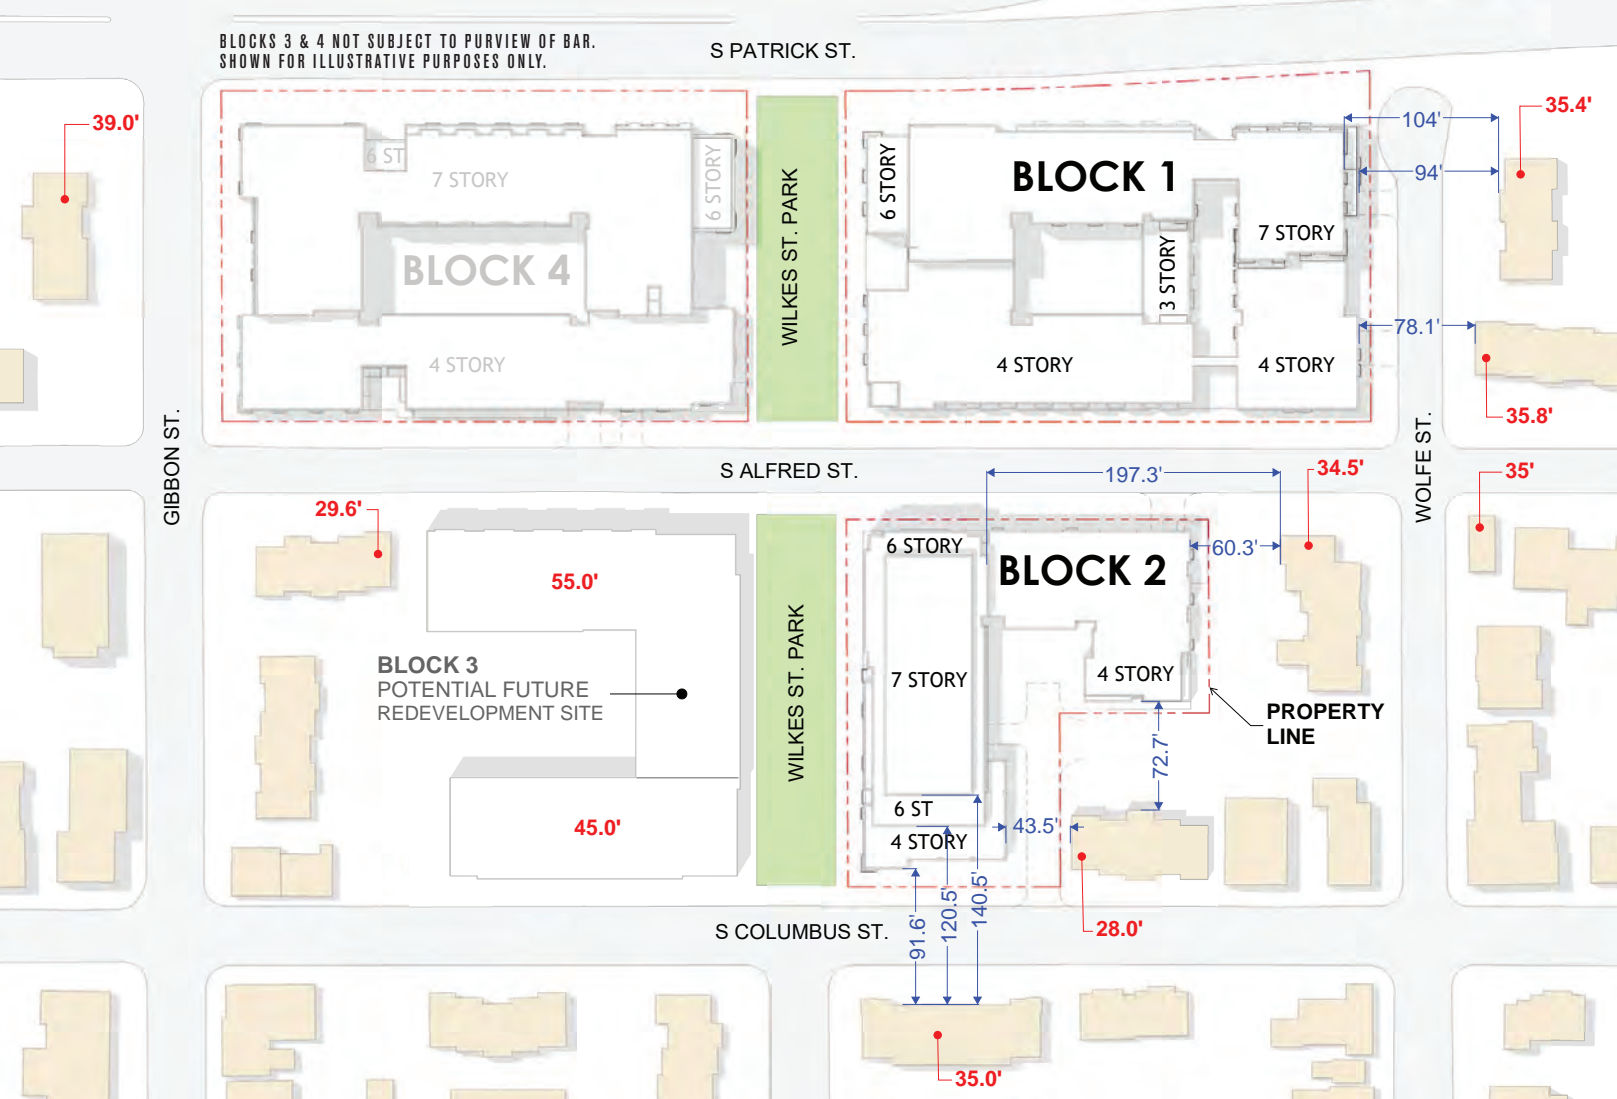 BLOCKS 3 & 4 NOT SUBJECT TO PURVIEW OF BAR.
SHOWN FOR ILLUSTRATIVE PURPOSES ONLY.
S PATRICK ST.
39.0'
35.4'
104'
94'
6 ST
7 STORY
6 STORY
BLOCK 4
4 STORY
WILKES ST. PARK
6 STORY
BLOCK 1
7 STORY
3 STORY
4 STORY
4 STORY
78.1'
35.8'
GIBBON ST.
WOLFE ST.
S ALFRED ST.
197.3'
34.5'
35'
29.6'
55.0'
6 STORY
60.3'
BLOCK 2
BLOCK 3
POTENTIAL FUTURE
REDEVELOPMENT SITE
WILKES ST. PARK
7 STORY
4 STORY
PROPERTY
LINE
72.7'
45.0'
6 ST
4 STORY
43.5'
28.0'
S COLUMBUS ST.
91.6'
120.5'
140.5'
35.0'